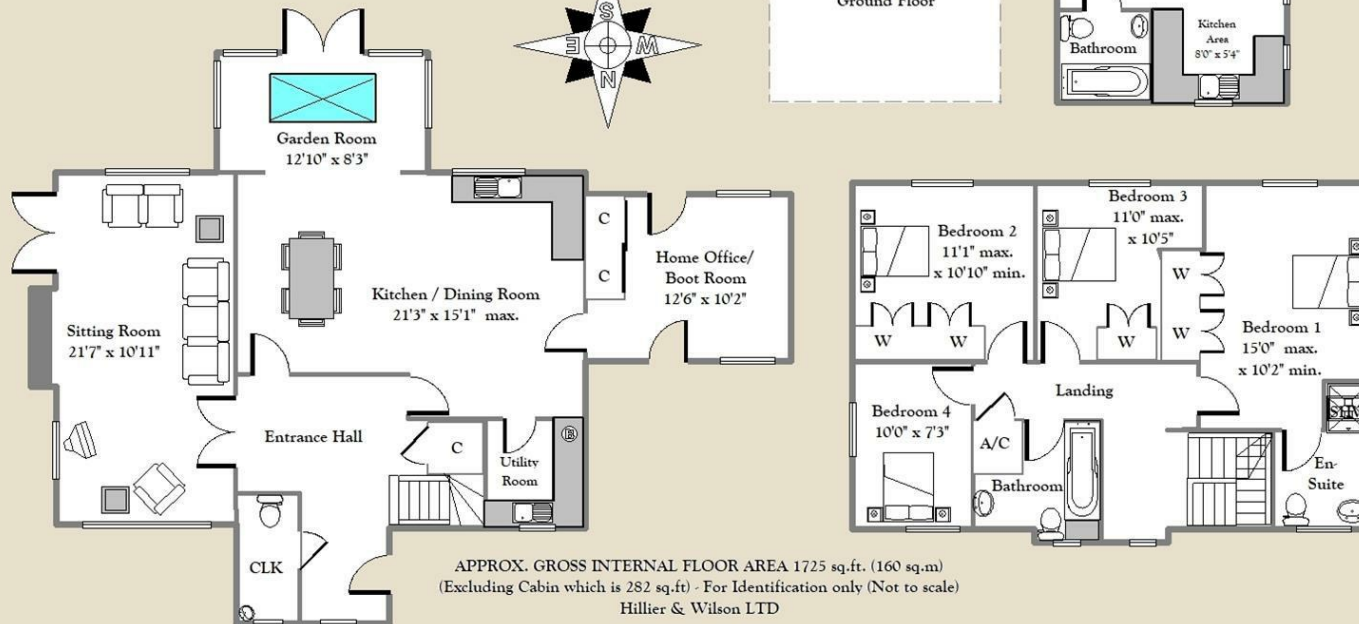 Ground Floor
S
E
W
N
Bathroom
Kitchen
Area
8'0" x 5'4"
Garden Room
12'10" x 8'3"
Sitting Room
21'7" x 10'11"
Kitchen / Dining Room
21'3" x 15'1" max.
C
C
Home Office/
Boot Room
12'6" x 10'2"
Entrance Hall
C
Utility
Room
B
CLK
Bedroom 2
11'1" max.
x 10'10" min.
W
W
Bedroom 3
11'0" max.
x 10'5"
W
W
W
Bedroom 1
15'0" max.
x 10'2" min.
Landing
Bedroom 4
10'0" x 7'3"
A/C
Bathroom
En-
Suite
APPROX. GROSS INTERNAL FLOOR AREA 1725 sq.ft. (160 sq.m)
(Excluding Cabin which is 282 sq.ft) - For Identification only (Not to scale)
Hillier & Wilson LTD